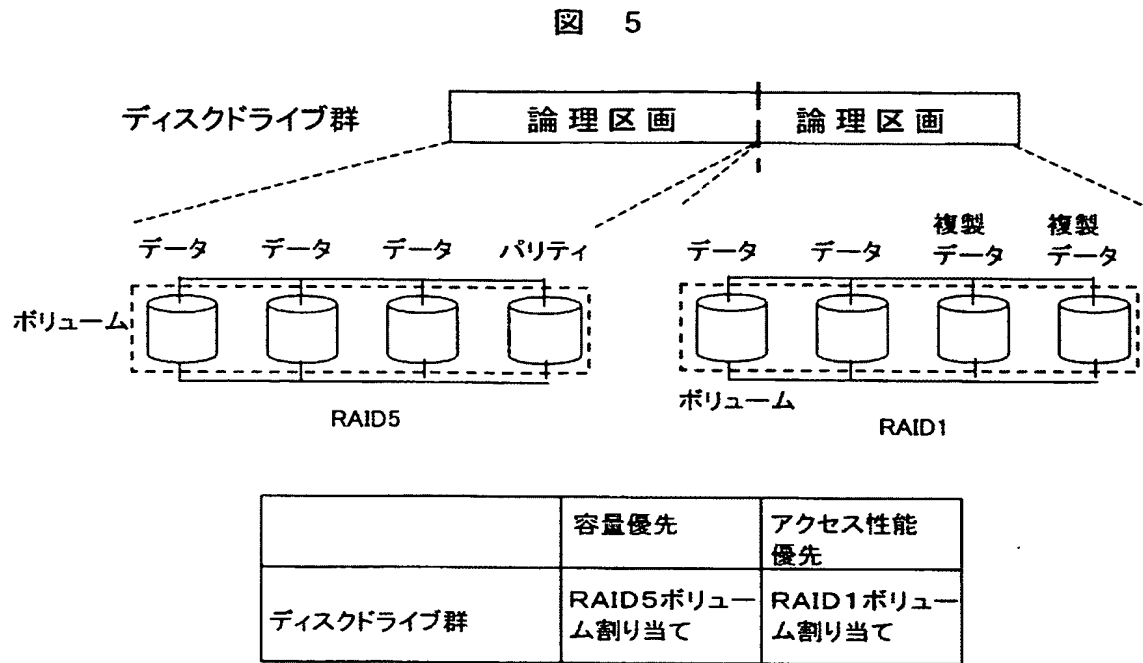 図 5
ディスクドライブ群
論理区画
論理区画
データ
データ
データ
パリティ
データ
データ
複製
データ
複製
データ
ボリューム
RAID5
ボリューム
RAID1
容量優先
アクセス性能
優先
ディスクドライブ群
RAID5ボリュー
ム割り当て
RAID1ボリュー
ム割り当て